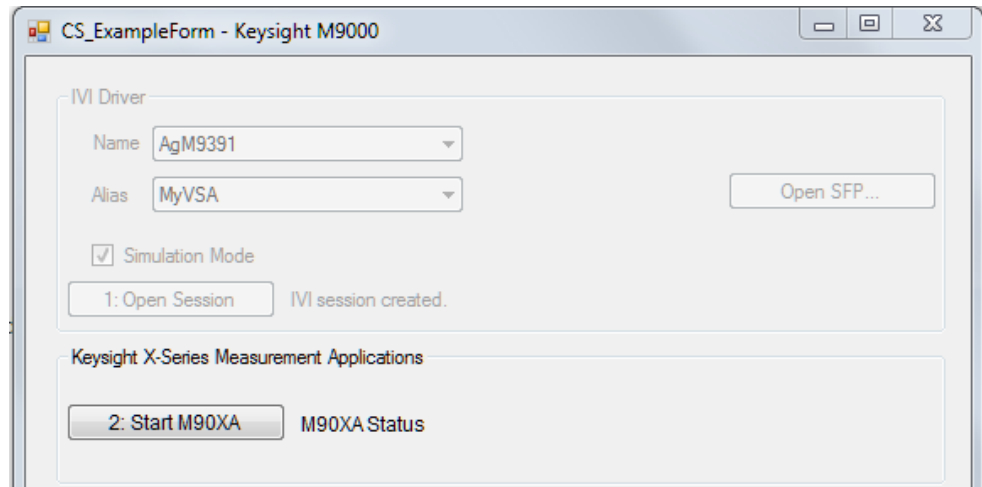 CS_ExampleForm - Keysight M9000
IVI Driver
Name AgM9391
Alias MyVSA Open SFP...
Simulation Mode
1: Open Session IVI session created.
Keysight X-Series Measurement Applications
2: Start M90XA M90XA Status